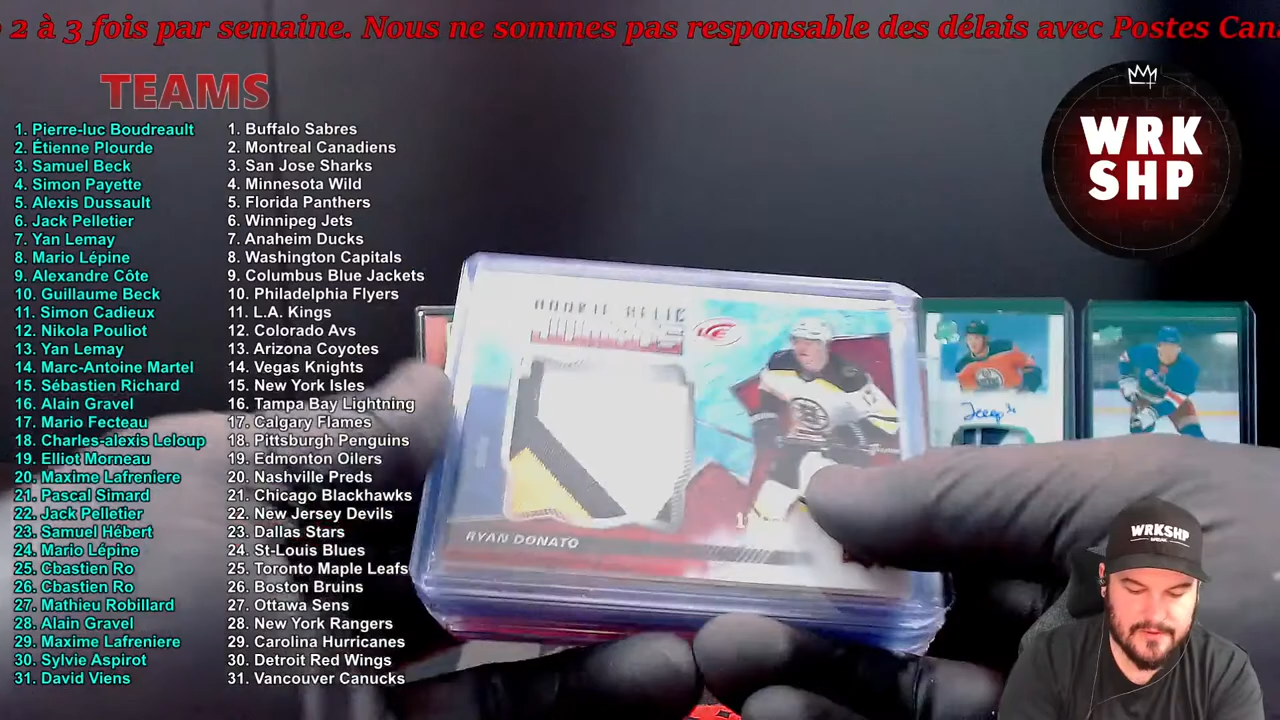 2 à 3 fois par semaine. Nous ne sommes pas responsable des délais avec Postes
TEAMS
1. Pierre-luc Boudreault
2. Étienne Plourde
3. Samuel Beck
4. Simon Payette
5. Alexis Dussault
6. Jack Pelletier
7. Yan Lemay
8. Mario Lépine
9. Alexandre Côte
10. Guillaume Beck
11. Simon Cadieux
12. Nikola Pouliot
13. Yan Lemay
14. Marc-Antoine Martel
15. Sébastien Richard
16. Alain Gravel
17. Mario Fecteau
18. Charles-alexis Leloup
19. Elliot Morneau
20. Maxime Lafreniere
21. Pascal Simard
22. Jack Pelletier
23. Samuel Hébert
24. Mario Lépine
25. Cbastien Ro
26. Cbastien Ro
27. Mathieu Robillard
28. Alain Gravel
29. Maxime Lafreniere
30. Sylvie Aspirot
31. David Viens
1. Buffalo Sabres
2. Montreal Canadiens
3. San Jose Sharks
4. Minnesota Wild
5. Florida Panthers
6. Winnipeg Jets
7. Anaheim Ducks
8. Washington Capitals
9. Columbus Blue Jackets
10. Philadelphia Flyers
11. L.A. Kings
12. Colorado Avs
13. Arizona Coyotes
14. Vegas Knights
15. New York Isles
16. Tampa Bay Lightning
17. Calgary Flames
18. Pittsburgh Penguins
19. Edmonton Oilers
20. Nashville Preds
21. Chicago Blackhawks
22. New Jersey Devils
23. Dallas Stars
24. St-Louis Blues
25. Toronto Maple Leafs
26. Boston Bruins
27. Ottawa Sens
28. New York Rangers
29. Carolina Hurricanes
30. Detroit Red Wings
31. Vancouver Canucks
WRK
SHP
ROOKIE RELIC
JUMBOS
ICE
RYAN DONATO
WRKSHP